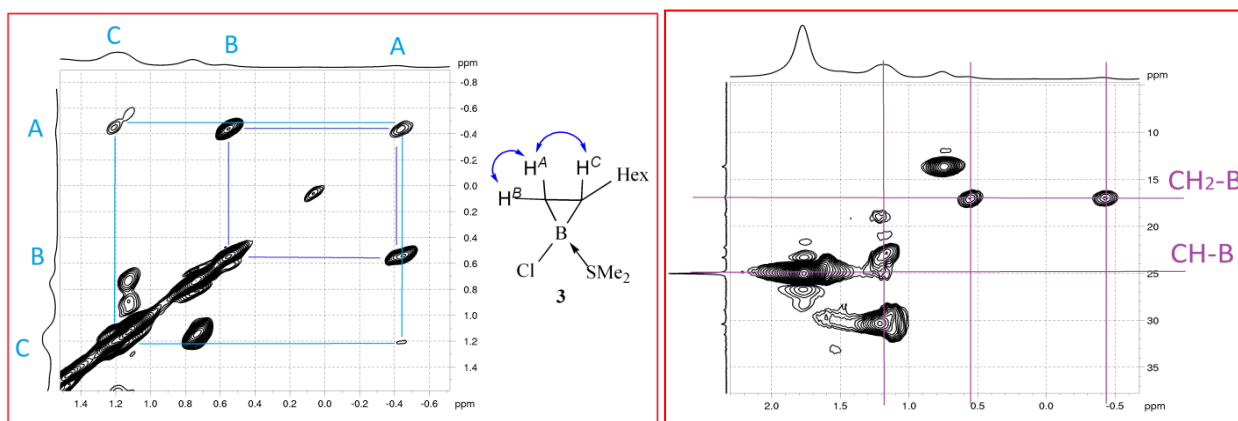 C B A
ppm
-0.8
-0.6
A -0.4
-0.2
0.0
0.2
0.4
B 0.6
0.8
1.0
C 1.2
1.4
1.4 1.2 1.0 0.8 0.6 0.4 0.2 0.0 -0.2 -0.4 -0.6 ppm
H^A H^C
Hex
H^B
B
Cl SMe₂
3
ppm
10
15
CH₂-B
20
CH-B
25
30
35
2.0 1.5 1.0 0.5 0.0 -0.5 ppm